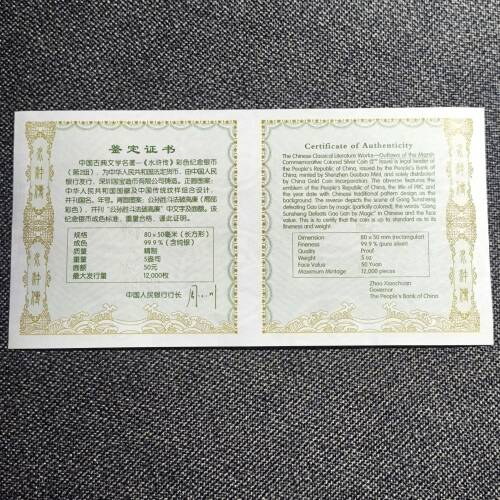 鉴定证书
中国古典文学名著—《水浒传》彩色纪念银币
(第2组),为中华人民共和国法定货币,由中国人民
银行发行,深圳国宝造币有限公司铸造。正面图案:
中华人民共和国国徽及中国传统纹样组合设计,
并刊国名、年号。背面图案:公孙胜斗法破高廉(局部
彩色),并刊“公孙胜斗法破高廉”中文字及面额。该
纪念银币成色标准、重量合格,谨此证明。
规格 80×50毫米(长方形)
成色 99.9%(含纯银)
质量 精制
重量 5盎司
面额 50元
最大发行量 12,000枚
中国人民银行行长
水浒传
Certificate of Authenticity
The Chinese Classical Literature Works—Outlaws of the Marsh
Commemorative Colored Silver Coin II issues is legal tender of
the People's Republic of China, issued by the People's Bank of
China, minted by Shenzhen Guobao Mint, and solely distributed
by China Gold Coin Incorporation. The obverse features the
emblem of the People's Republic of China, the title of PRC and
the year date with Chinese traditional pattern design as the
background. The reverse depicts the scene of Gong Sunsheng
defeating Gao Lian by magic (partially colored), the words "Gong
Sunsheng Defeats Gao Lian by Magic" in Chinese and the face
value. This is to certify that the coin is up to standard as to its
fineness and weight.
Dimension 80 x 50 mm (rectangular)
Fineness 99.9 % (pure silver)
Quality Proof
Weight 5 oz
Face Value 50 Yuan
Maximum Mintage 12,000 pieces
Zhou Xiaochuan
Governor
The People's Bank of China
水浒传